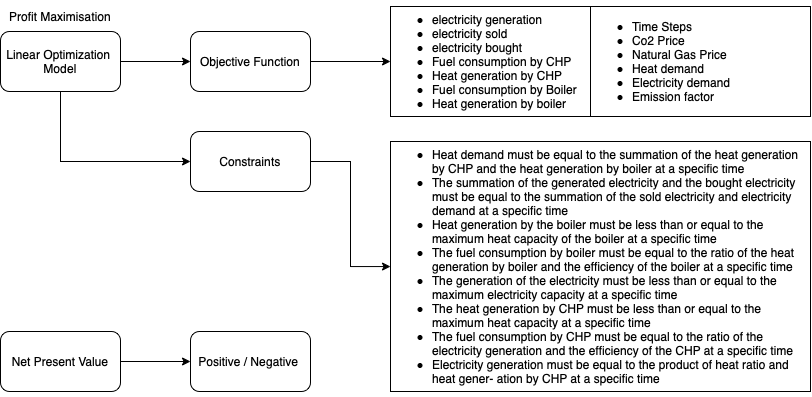 Profit Maximisation
Linear Optimization
Model
Objective Function
• electricity generation
• electricity sold
• electricity bought
• Fuel consumption by CHP
• Heat generation by CHP
• Fuel consumption by Boiler
• Heat generation by boiler
• Time Steps
• Co2 Price
• Natural Gas Price
• Heat demand
• Electricity demand
• Emission factor
Constraints
• Heat demand must be equal to the summation of the heat generation
by CHP and the heat generation by boiler at a specific time
• The summation of the generated electricity and the bought electricity
must be equal to the summation of the sold electricity and electricity
demand at a specific time
• Heat generation by the boiler must be less than or equal to the
maximum heat capacity of the boiler at a specific time
• The fuel consumption by boiler must be equal to the ratio of the heat
generation by boiler and the efficiency of the boiler at a specific time
• The generation of the electricity must be less than or equal to the
maximum electricity capacity at a specific time
• The heat generation by CHP must be less than or equal to the
maximum heat capacity at a specific time
• The fuel consumption by CHP must be equal to the ratio of the
electricity generation and the efficiency of the CHP at a specific time
• Electricity generation must be equal to the product of heat ratio and
heat gener- ation by CHP at a specific time
Net Present Value
Positive / Negative